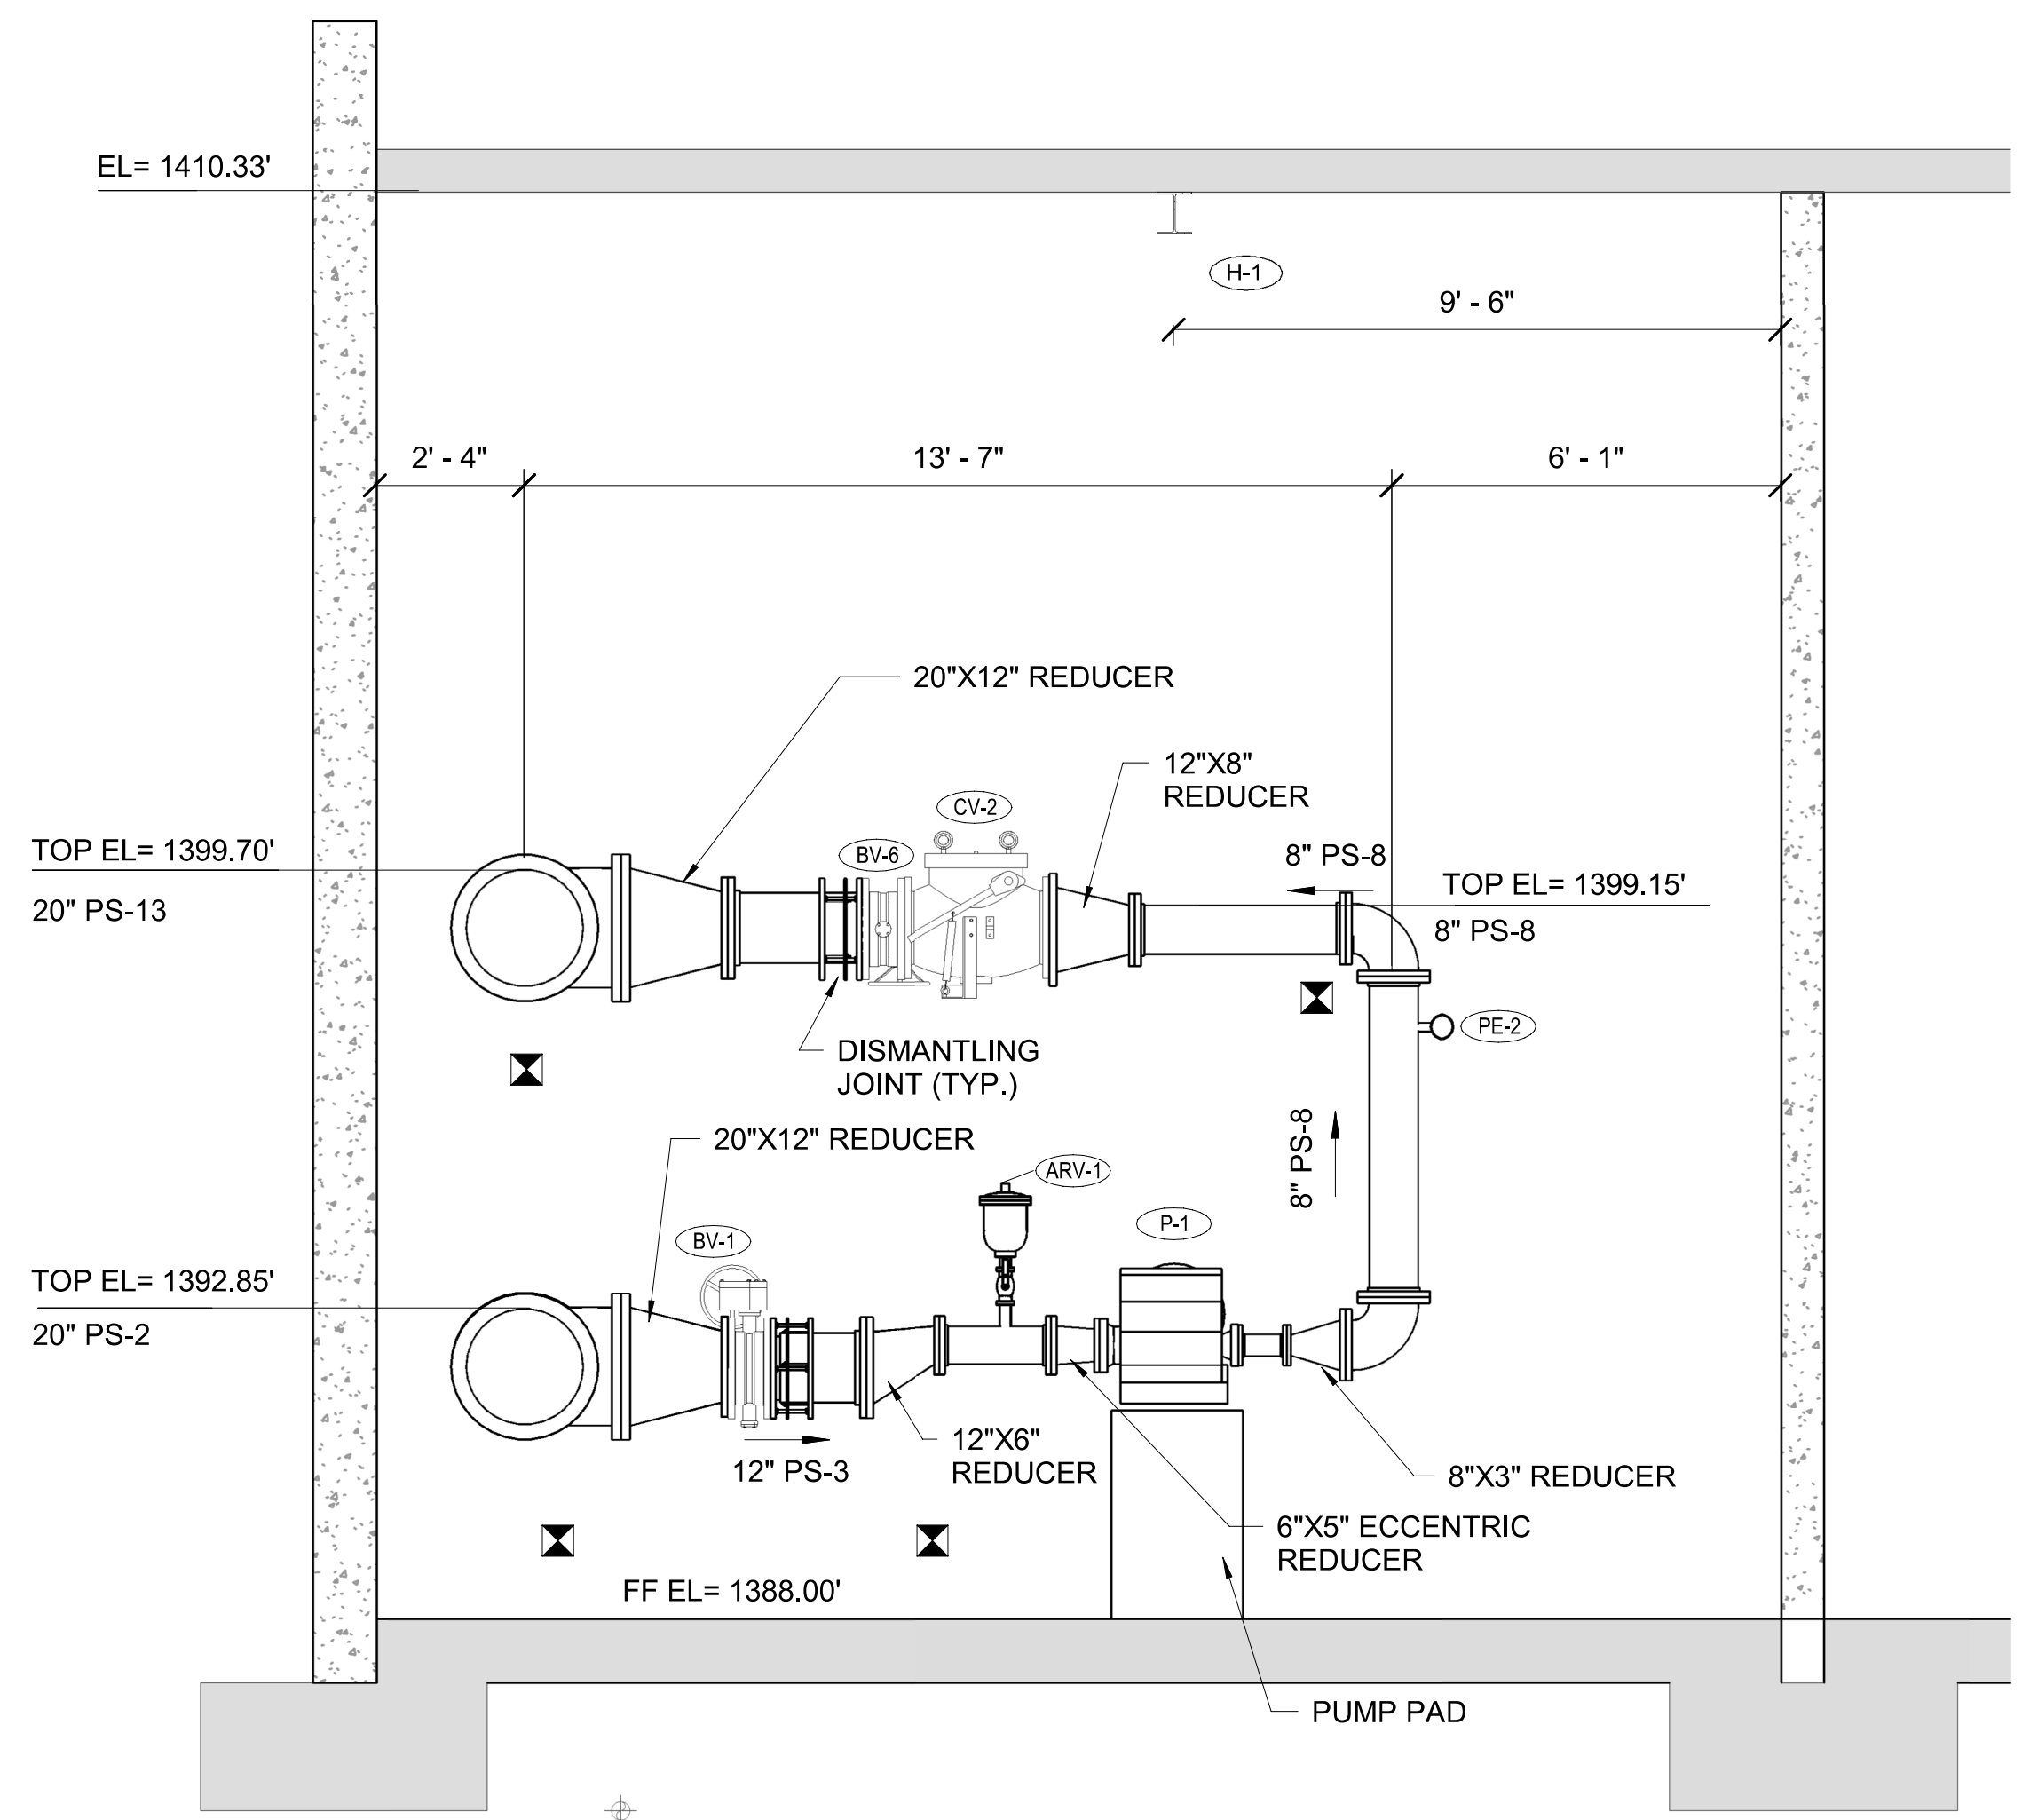 EL= 1410.33'
H-1
9' - 6"
2' - 4"
13' - 7"
6' - 1"
20"X12" REDUCER
12"X8"
REDUCER
CV-2
BV-6
8" PS-8
TOP EL= 1399.70'
20" PS-13
TOP EL= 1399.15'
8" PS-8
PE-2
DISMANTLING
JOINT (TYP.)
8" PS-8
20"X12" REDUCER
ARV-1
P-1
BV-1
TOP EL= 1392.85'
20" PS-2
12" PS-3
12"X6"
REDUCER
8"X3" REDUCER
6"X5" ECCENTRIC
REDUCER
FF EL= 1388.00'
PUMP PAD